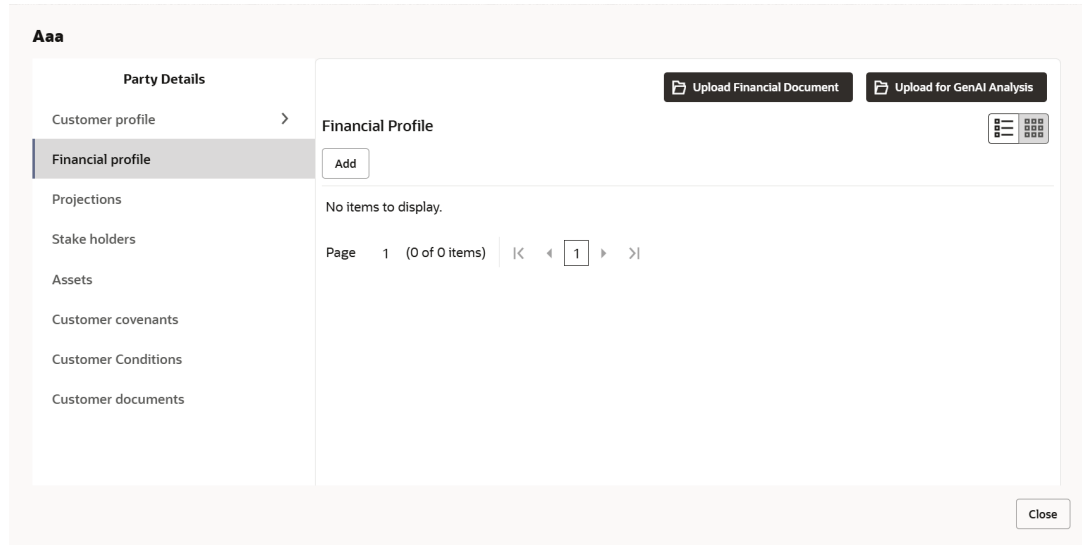 Aaa
Party Details
Customer profile
Financial profile
Projections
Stake holders
Assets
Customer covenants
Customer Conditions
Customer documents
Upload Financial Document Upload for GenAI Analysis
Financial Profile
Add
No items to display.
Page 1 (0 of 0 items) 1
Close